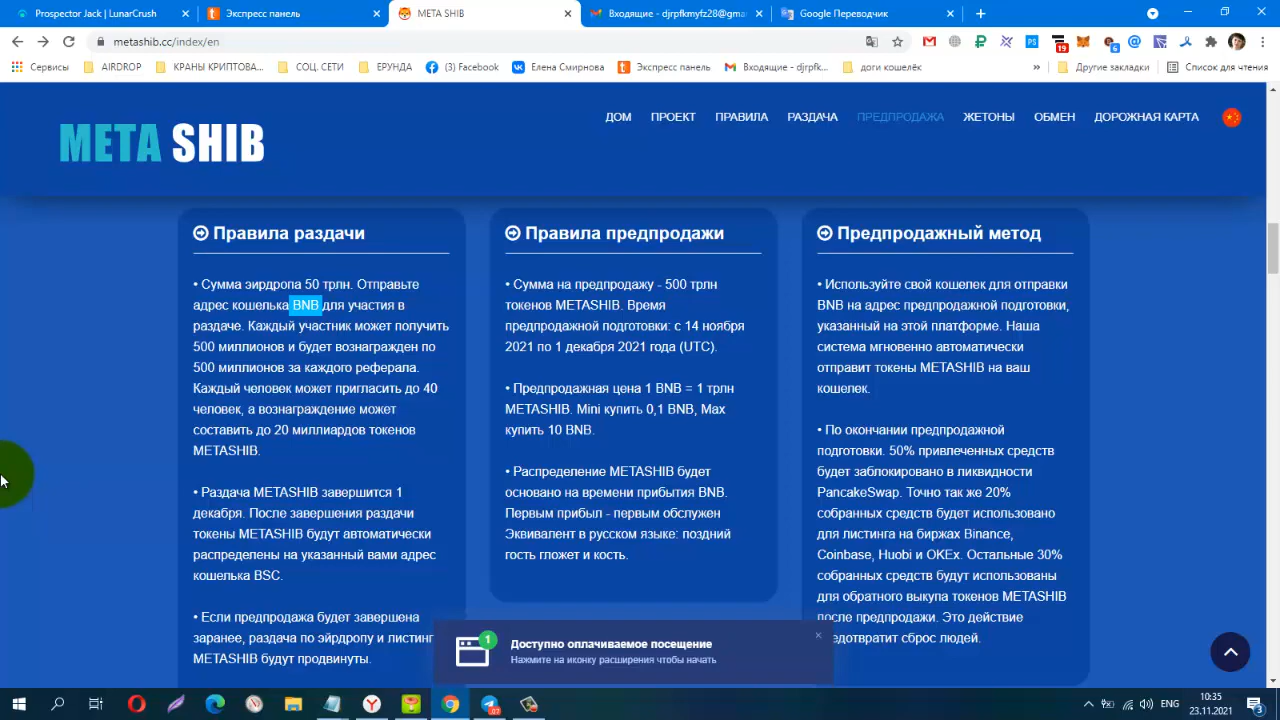 Prospector Jack | LunarCrush
Экспресс панель
META SHIB
Входящие - djrpfkmyfz28@gma
Google Переводчик
metashib.cc/index/en
Сервисы
AIRDROP
КРАНЫ КРИПТОВА...
СОЦ. СЕТИ
ЕРУНДА
(3) Facebook
Елена Смирнова
Экспресс панель
Входящие - djrpfk...
доги кошелёк
»
Другие закладки
Список для чтения
META SHIB
ДОМ
ПРОЕКТ
ПРАВИЛА
РАЗДАЧА
ПРЕДПРОДАЖА
ЖЕТОНЫ
ОБМЕН
ДОРОЖНАЯ КАРТА
Правила раздачи
• Сумма эирдропа 50 трлн. Отправьте
адрес кошелька BNB для участия в
раздаче. Каждый участник может получить
500 миллионов и будет вознагражден по
500 миллионов за каждого реферала.
Каждый человек может пригласить до 40
человек, а вознаграждение может
составить до 20 миллиардов токенов
METASHIB.
• Раздача METASHIB завершится 1
декабря. После завершения раздачи
токены METASHIB будут автоматически
распределены на указанный вами адрес
кошелька BSC.
• Если предпродажа будет завершена
заранее, раздача по эйрдропу и листинг
METASHIB будут продвинуты.
Правила предпродажи
• Сумма на предпродажу - 500 трлн
токенов METASHIB. Время
предпродажной подготовки: с 14 ноября
2021 по 1 декабря 2021 года (UTC).
• Предпродажная цена 1 BNB = 1 трлн
METASHIB. Mini купить 0,1 BNB, Max
купить 10 BNB.
• Распределение METASHIB будет
основано на времени прибытия BNB.
Первым прибыл - первым обслужен
Эквивалент в русском языке: поздний
гость гложет и кость.
Предпродажный метод
• Используйте свой кошелек для отправки
BNB на адрес предпродажной подготовки,
указанный на этой платформе. Наша
система мгновенно автоматически
отправит токены METASHIB на ваш
кошелек.
• По окончании предпродажной
подготовки. 50% привлеченных средств
будет заблокировано в ликвидности
PancakeSwap. Точно так же 20%
собранных средств будет использовано
для листинга на биржах Binance,
Coinbase, Huobi и OKEx. Остальные 30%
собранных средств будут использованы
для обратного выкупа токенов METASHIB
после предпродажи. Это действие
едотвратит сброс людей.
1
Доступно оплачиваемое посещение
Нажмите на иконку расширения чтобы начать
ENG
10:35
23.11.2021